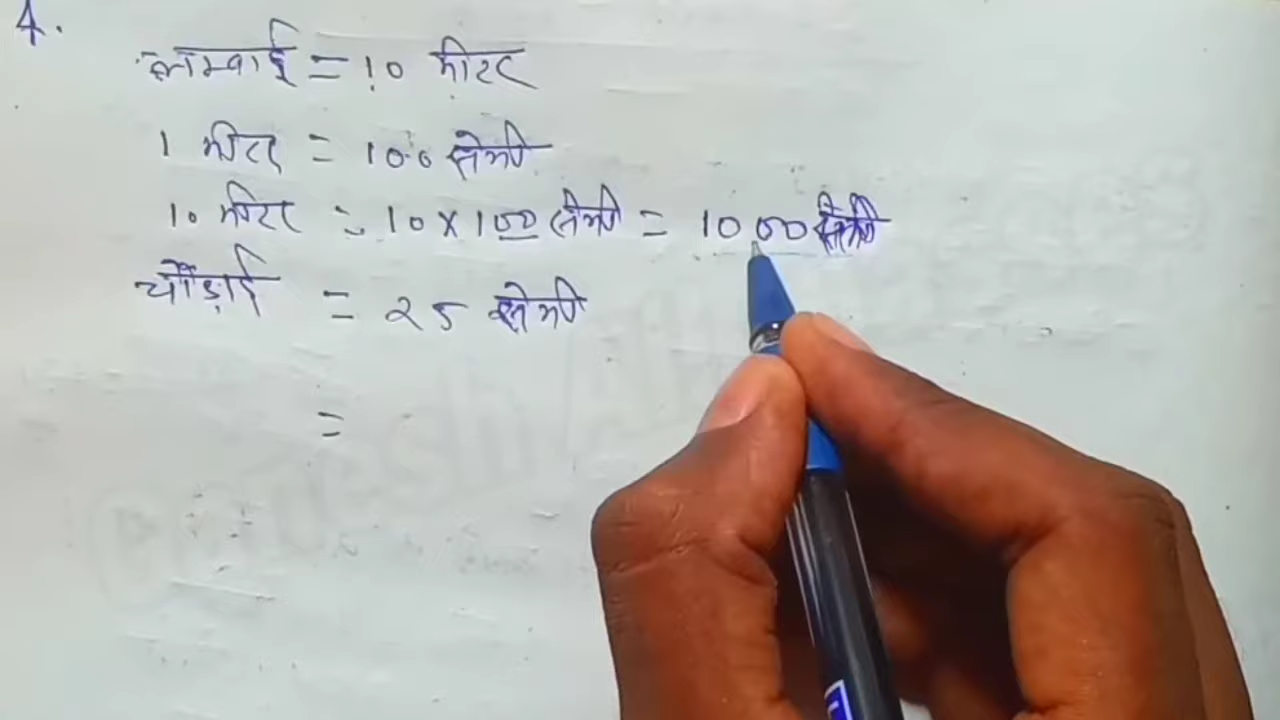 4.
लम्बाई = 10 मीटर
1 मीटर = 100 सेमी
10 मीटर = 10 x 100 सेमी = 1000 सेमी
चौड़ाई = 25 सेमी
=